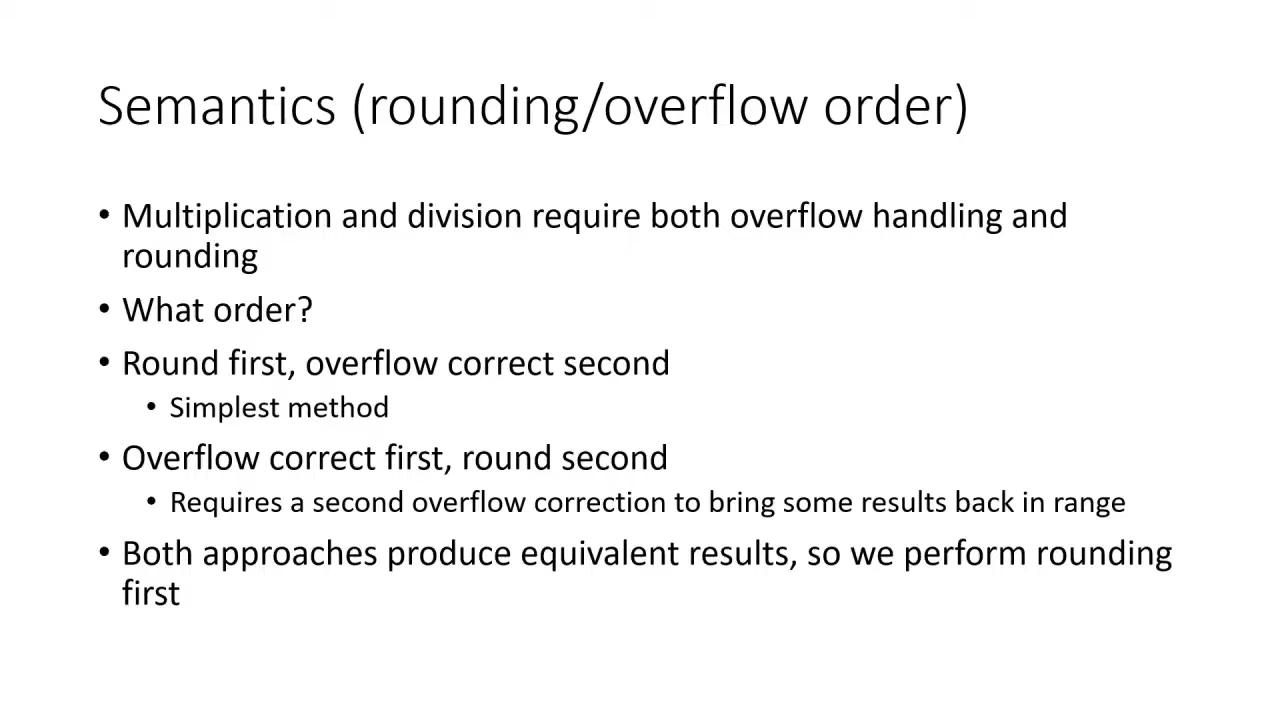 Semantics (rounding/overflow order)
• Multiplication and division require both overflow handling and
rounding
• What order?
• Round first, overflow correct second
• Simplest method
• Overflow correct first, round second
• Requires a second overflow correction to bring some results back in range
• Both approaches produce equivalent results, so we perform rounding
first